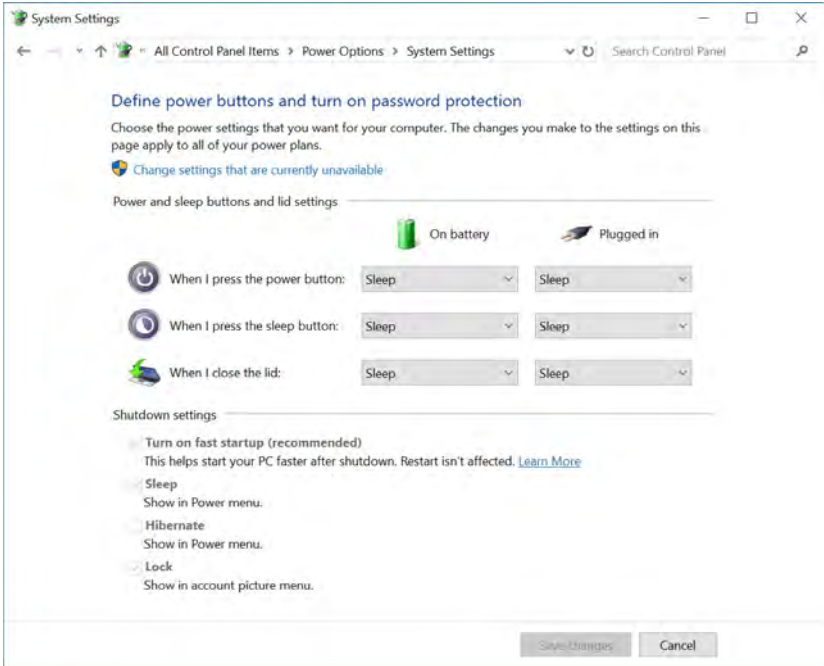 System Settings
All Control Panel Items > Power Options > System Settings
Search Control Panel
Define power buttons and turn on password protection
Choose the power settings that you want for your computer. The changes you make to the settings on this
page apply to all of your power plans.
Change settings that are currently unavailable
Power and sleep buttons and lid settings
On battery Plugged in
When I press the power button: Sleep Sleep
When I press the sleep button: Sleep Sleep
When I close the lid: Sleep Sleep
Shutdown settings
Turn on fast startup (recommended)
This helps start your PC faster after shutdown. Restart isn't affected. Learn More
Sleep
Show in Power menu.
Hibernate
Show in Power menu.
Lock
Show in account picture menu.
Save changes Cancel